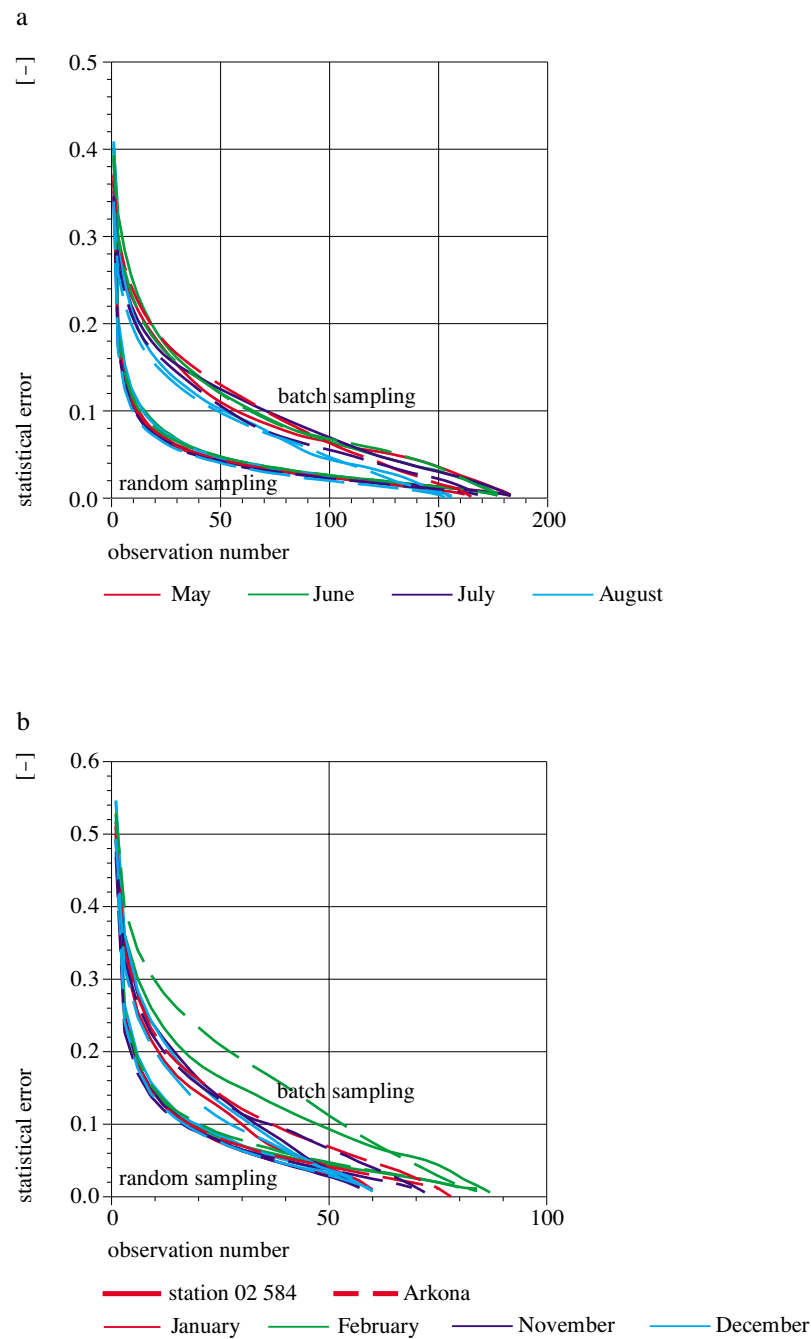 a
[−]
0.5
0.4
0.3
0.2
batch sampling
0.1
statistical error
random sampling
0.0
0 50 100 150 200
observation number
May June July August
b
[−]
0.6
0.5
0.4
0.3
0.2
batch sampling
0.1
statistical error
random sampling
0.0
0 50 100
observation number
station 02 584 Arkona
January February November December